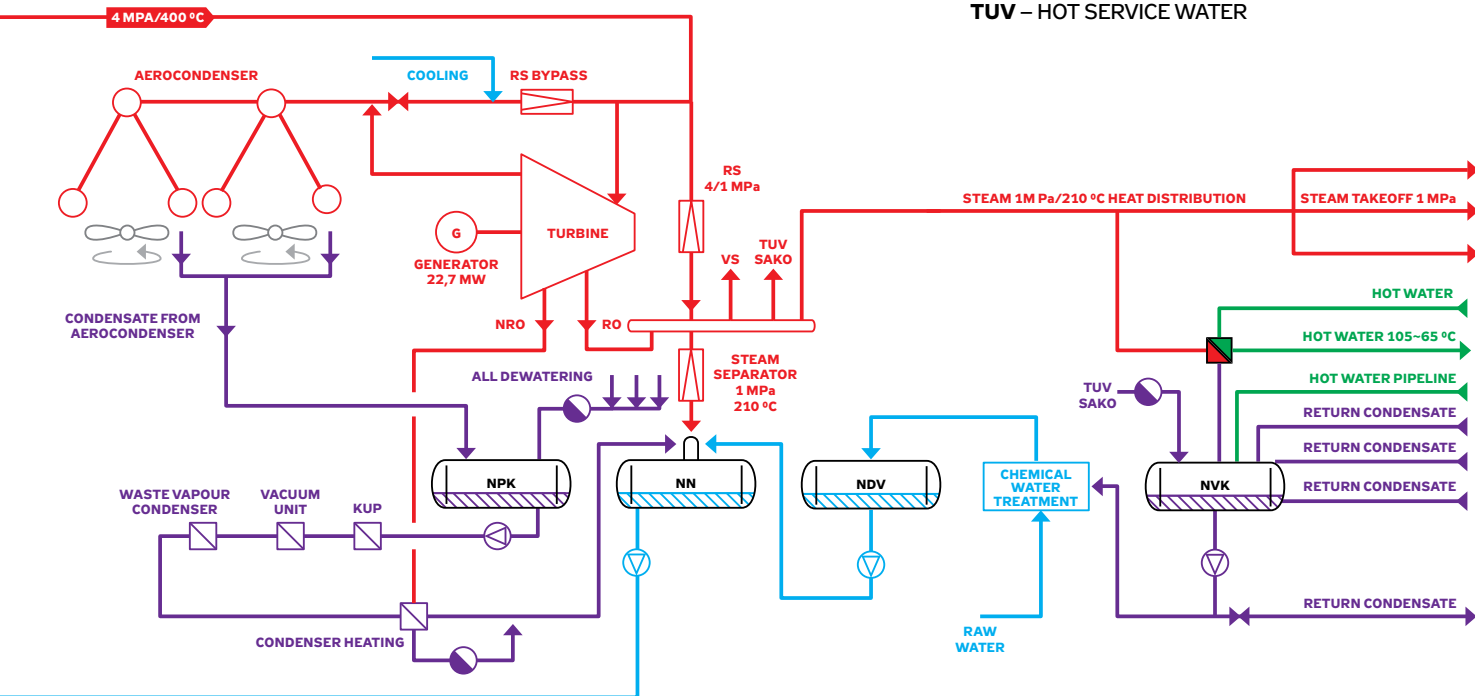 TUV – HOT SERVICE WATER
4 MPA/400 ºC
AEROCONDENSER
COOLING
RS BYPASS
RS
4/1 MPa
STEAM 1M Pa/210 ºC HEAT DISTRIBUTION
STEAM TAKEOFF 1 MPa
G
TURBINE
GENERATOR
22,7 MW
VS
TUV
SAKO
HOT WATER
CONDENSATE FROM
AEROCONDENSER
NRO
RO
HOT WATER 105~65 ºC
STEAM
SEPARATOR
1 MPa
210 ºC
ALL DEWATERING
HOT WATER PIPELINE
TUV
SAKO
RETURN CONDENSATE
RETURN CONDENSATE
RETURN CONDENSATE
NPK
NN
NDV
CHEMICAL
WATER
TREATMENT
NVK
WASTE VAPOUR
CONDENSER
VACUUM
UNIT
KUP
RETURN CONDENSATE
CONDENSER HEATING
RAW
WATER